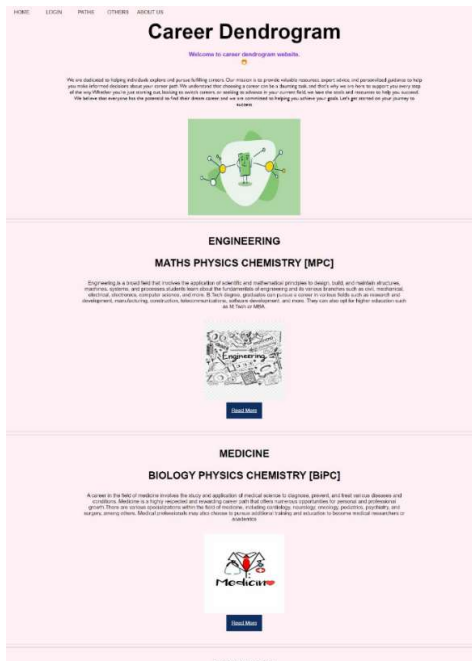 HOME LOGIN PATHS OTHERS ABOUT US
Career Dendrogram
Welcome to career dendrogram website.
We are dedicated to helping individuals explore and pursue fulfilling careers. Our mission is to provide valuable resources, expert advice, and personalized guidance to help
you make informed decisions about your career path. We understand that choosing a career can be a daunting task, and that's why we are here to support you every step
of the way. Whether you're just starting out, looking to switch careers, or seeking to advance in your current field, we have the tools and resources to help you succeed.
We believe that everyone has the potential to find their dream career and we are committed to helping you achieve your goals. Let's get started on your journey to
success.
ENGINEERING
MATHS PHYSICS CHEMISTRY [MPC]
Engineering is a broad field that involves the application of scientific and mathematical principles to design, build, and maintain structures,
machines, systems, and processes students learn about the fundamentals of engineering and its various branches such as civil, mechanical,
electrical, electronics, computer science, and more. B.Tech degree, graduates can pursue a career in various fields such as research and
development, manufacturing, construction, telecommunications, software development, and more. They can also opt for higher education such
as M.Tech or MBA.
Engineering
Read More
MEDICINE
BIOLOGY PHYSICS CHEMISTRY [BiPC]
A career in the field of medicine involves the study and application of medical science to diagnose, prevent, and treat various diseases and
conditions. Medicine is a highly respected and rewarding career path that offers numerous opportunities for personal and professional
growth. There are various specializations within the field of medicine, including cardiology, neurology, oncology, pediatrics, psychiatry, and
surgery, among others. Medical professionals may also choose to pursue additional training and education to become medical researchers or
academics
Medicin
Read More